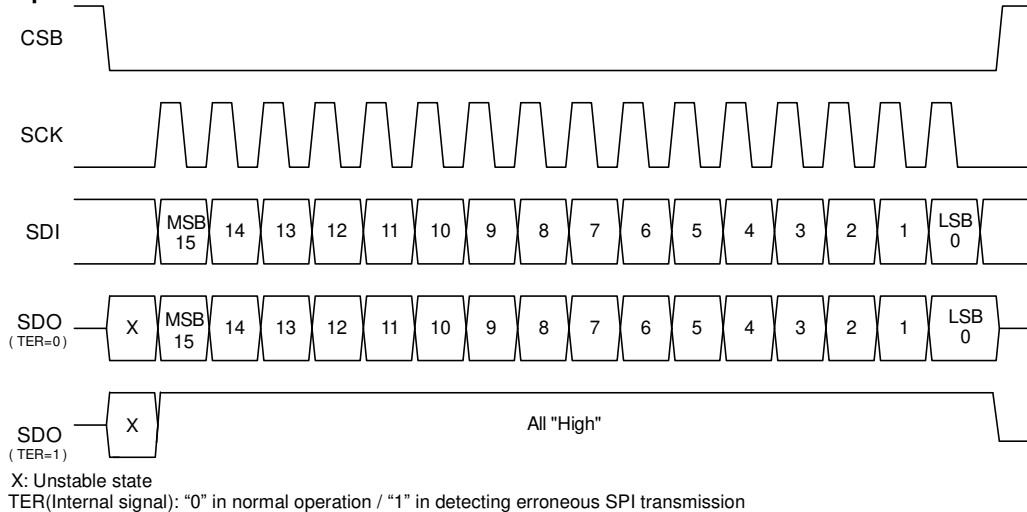 CSB
SCK
SDI
MSB 15 14 13 12 11 10 9 8 7 6 5 4 3 2 1 LSB 0
SDO
( TER=0 )
X MSB 15 14 13 12 11 10 9 8 7 6 5 4 3 2 1 LSB 0
SDO
( TER=1 )
X All "High"
X: Unstable state
TER(Internal signal): “0” in normal operation / “1” in detecting erroneous SPI transmission